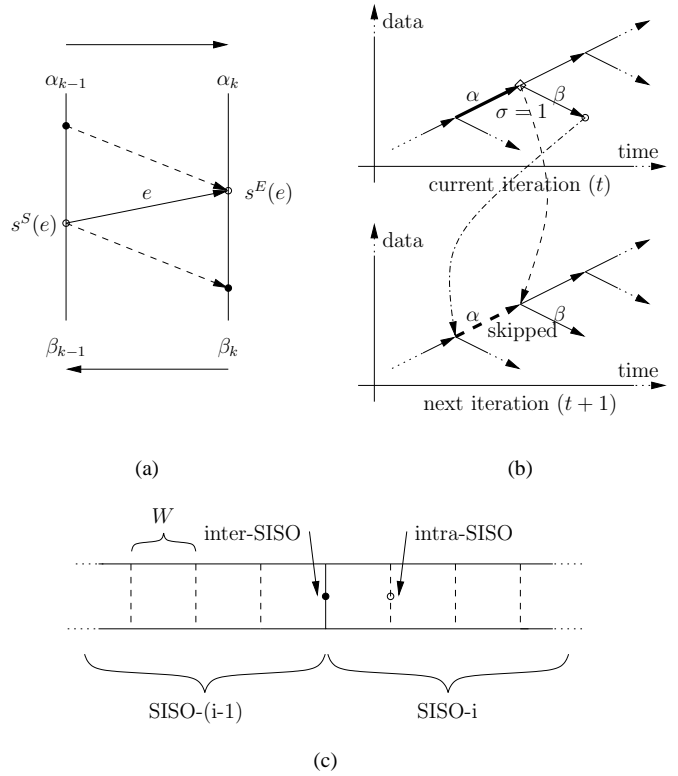 α_{k−1}
α_k
e
s^S(e)
s^E(e)
β_{k−1}
β_k
(a)
data
α
β
σ = 1
time
current iteration (t)
data
α
β
skipped
time
next iteration (t + 1)
(b)
W
inter-SISO
intra-SISO
SISO-(i-1)
SISO-i
(c)